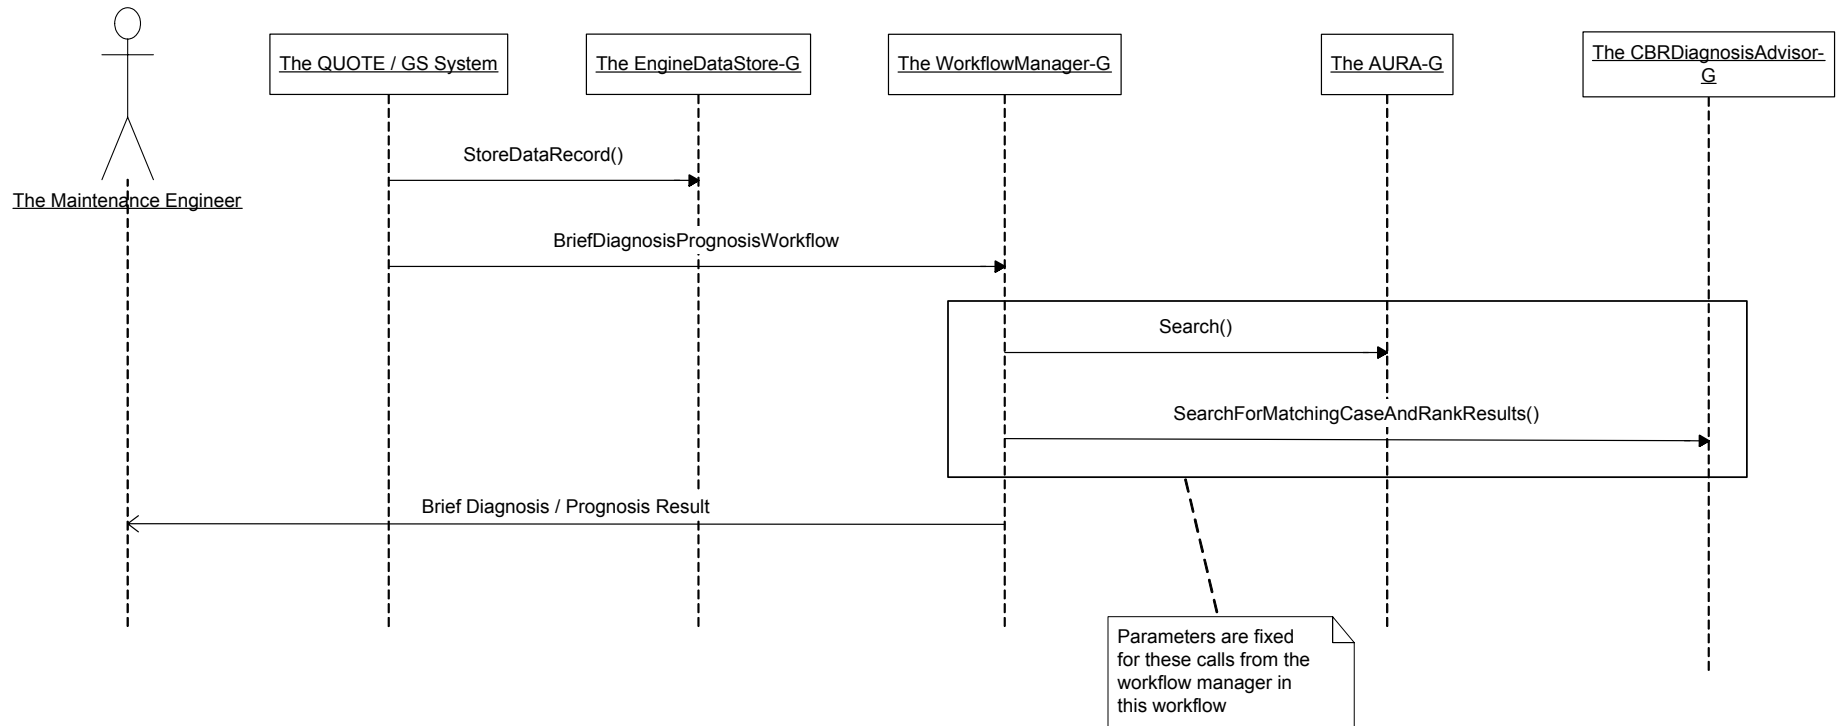 The QUOTE / GS System
The EngineDataStore-G
The WorkflowManager-G
The AURA-G
The CBRDiagnosisAdvisor-
G
StoreDataRecord()
The Maintenance Engineer
BriefDiagnosisPrognosisWorkflow
Search()
SearchForMatchingCaseAndRankResults()
Brief Diagnosis / Prognosis Result
Parameters are fixed
for these calls from the
workflow manager in
this workflow